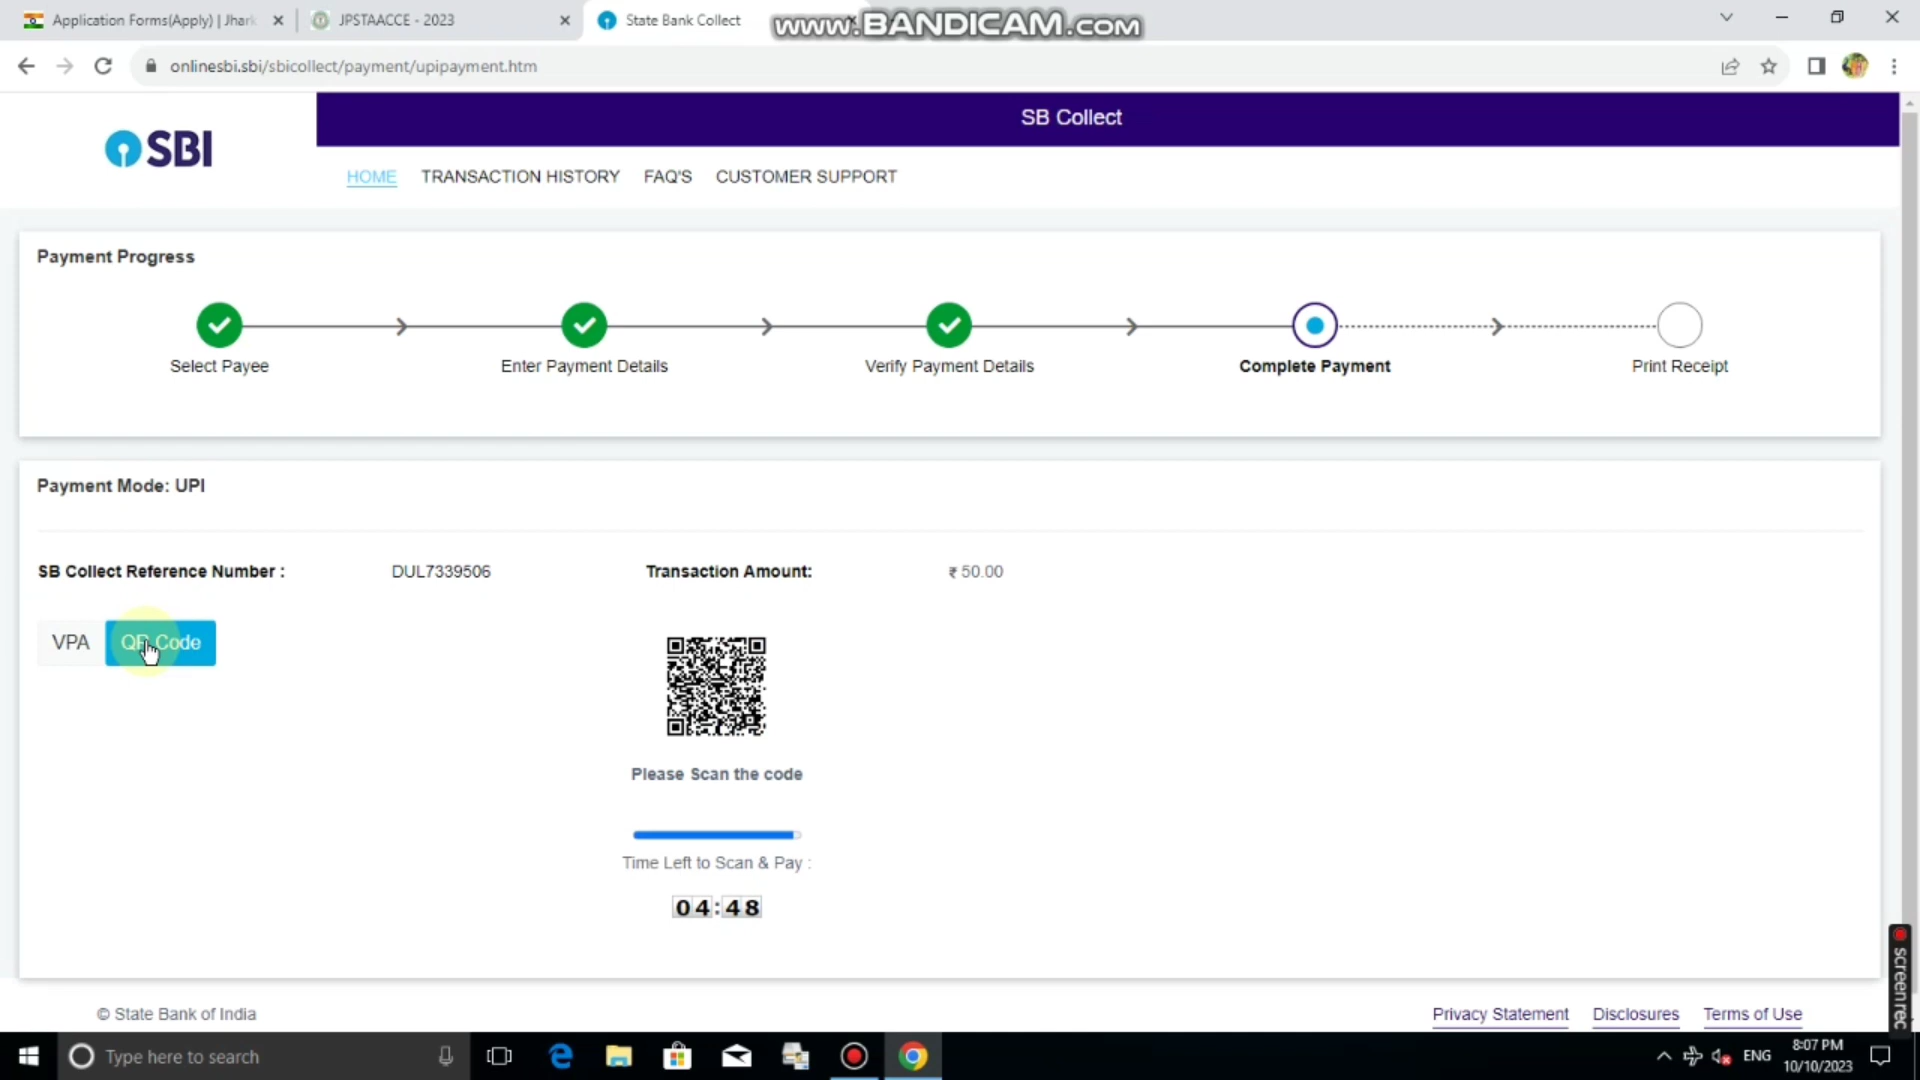 Application Forms(Apply) | Jhark
JPSTAACCE - 2023
State Bank Collect
www.BANDICAM.com
onlinesbi.sbi/sbicollect/payment/upipayment.htm
SBI
SB Collect
HOME
TRANSACTION HISTORY
FAQ'S
CUSTOMER SUPPORT
Payment Progress
Select Payee
Enter Payment Details
Verify Payment Details
Complete Payment
Print Receipt
Payment Mode: UPI
SB Collect Reference Number :
DUL7339506
Transaction Amount:
₹ 50.00
VPA
QR Code
Please Scan the code
Time Left to Scan & Pay :
04:48
screenrec
© State Bank of India
Privacy Statement
Disclosures
Terms of Use
Type here to search
ENG
8:07 PM
10/10/2023